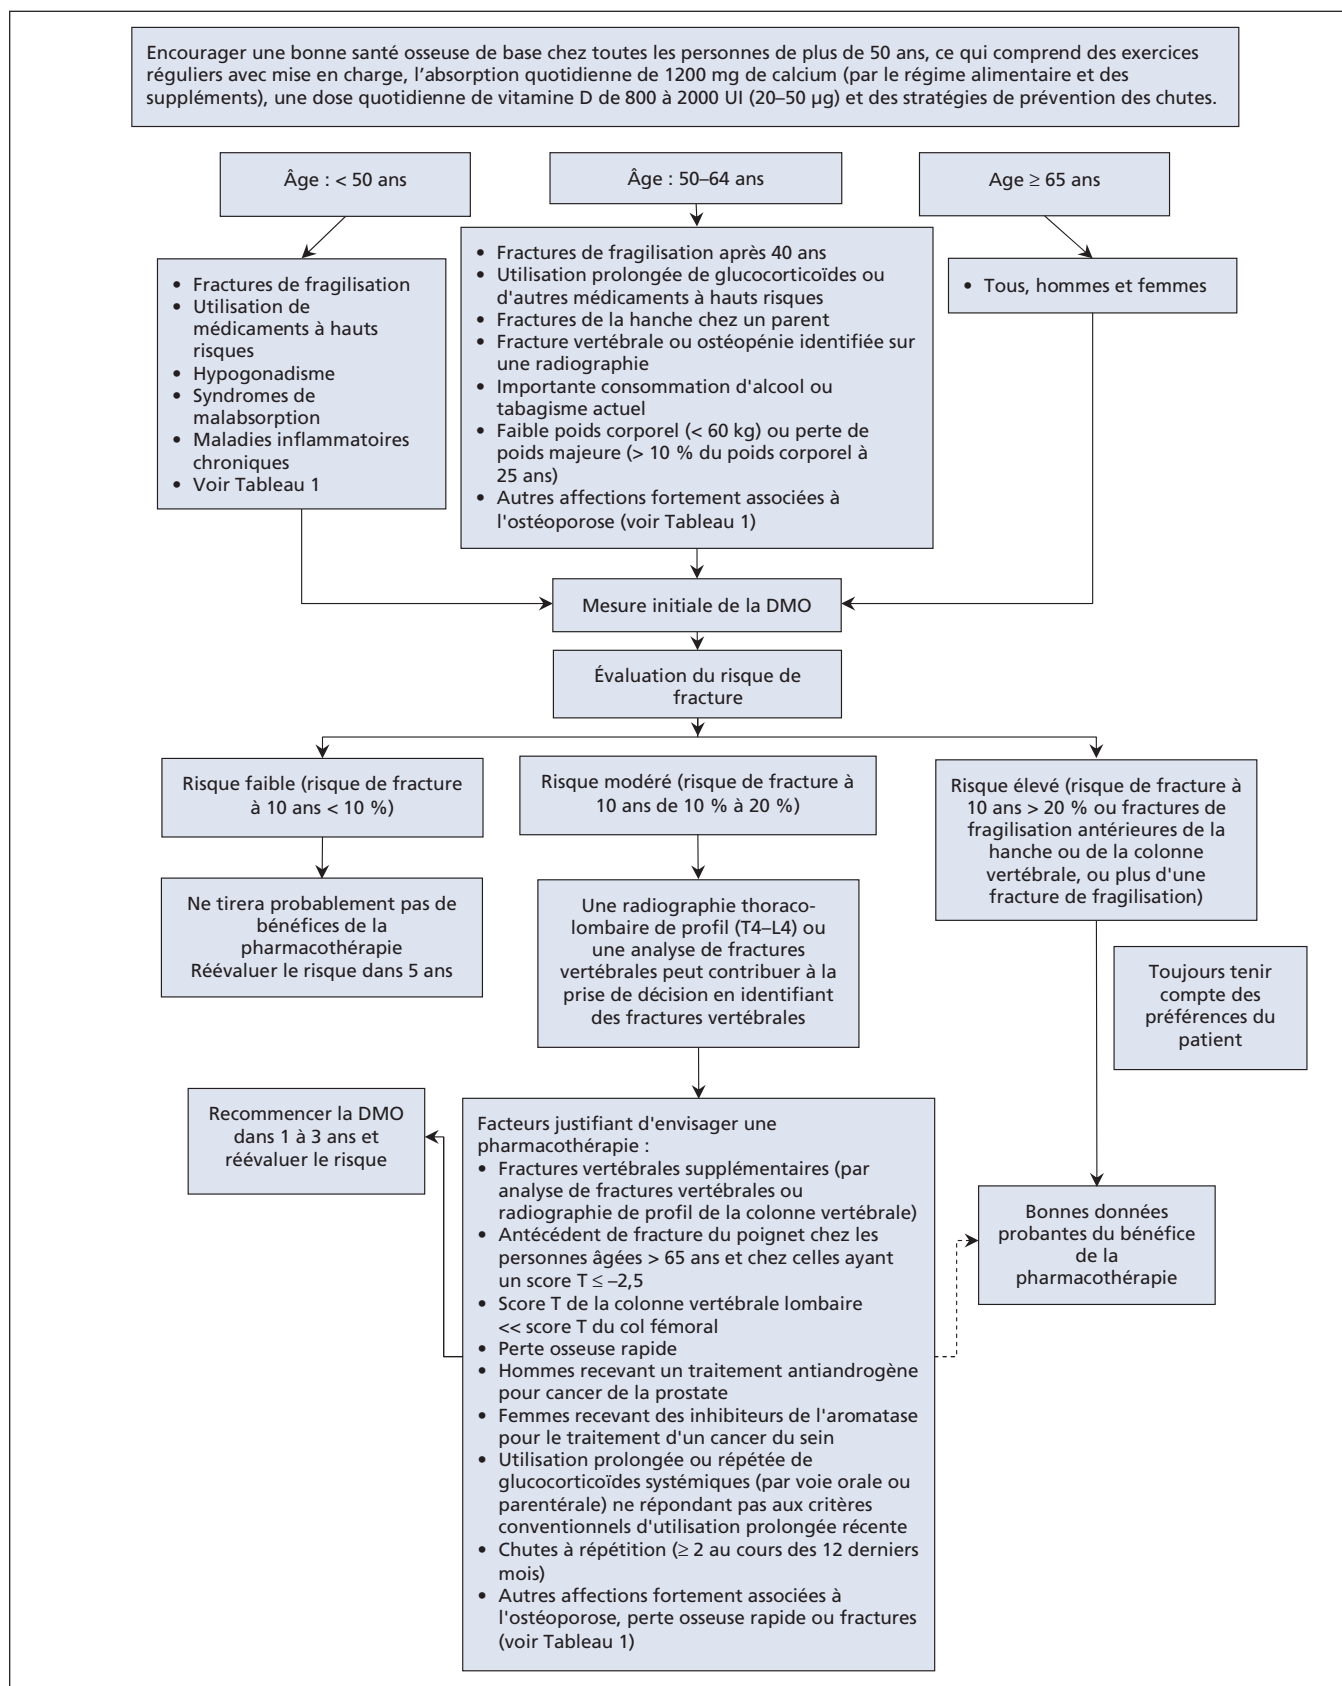 Encourager une bonne santé osseuse de base chez toutes les personnes de plus de 50 ans, ce qui comprend des exercices
réguliers avec mise en charge, l'absorption quotidienne de 1200 mg de calcium (par le régime alimentaire et des
suppléments), une dose quotidienne de vitamine D de 800 à 2000 UI (20–50 µg) et des stratégies de prévention des chutes.
Âge : < 50 ans
Âge : 50–64 ans
Age ≥ 65 ans
• Fractures de fragilisation
• Utilisation de
médicaments à hauts
risques
• Hypogonadisme
• Syndromes de
malabsorption
• Maladies inflammatoires
chroniques
• Voir Tableau 1
• Fractures de fragilisation après 40 ans
• Utilisation prolongée de glucocorticoïdes ou
d'autres médicaments à hauts risques
• Fractures de la hanche chez un parent
• Fracture vertébrale ou ostéopénie identifiée sur
une radiographie
• Importante consommation d'alcool ou
tabagisme actuel
• Faible poids corporel (< 60 kg) ou perte de
poids majeure (> 10 % du poids corporel à
25 ans)
• Autres affections fortement associées à
l'ostéoporose (voir Tableau 1)
• Tous, hommes et femmes
Mesure initiale de la DMO
Évaluation du risque de
fracture
Risque faible (risque de fracture
à 10 ans < 10 %)
Risque modéré (risque de fracture à
10 ans de 10 % à 20 %)
Risque élevé (risque de fracture à
10 ans > 20 % ou fractures de
fragilisation antérieures de la
hanche ou de la colonne
vertébrale, ou plus d'une
fracture de fragilisation)
Ne tirera probablement pas de
bénéfices de la
pharmacothérapie
Réévaluer le risque dans 5 ans
Une radiographie thoraco-
lombaire de profil (T4–L4) ou
une analyse de fractures
vertébrales peut contribuer à la
prise de décision en identifiant
des fractures vertébrales
Toujours tenir
compte des
préférences du
patient
Recommencer la DMO
dans 1 à 3 ans et
réévaluer le risque
Facteurs justifiant d'envisager une
pharmacothérapie :
• Fractures vertébrales supplémentaires (par
analyse de fractures vertébrales ou
radiographie de profil de la colonne vertébrale)
• Antécédent de fracture du poignet chez les
personnes âgées > 65 ans et chez celles ayant
un score T ≤ –2,5
• Score T de la colonne vertébrale lombaire
<< score T du col fémoral
• Perte osseuse rapide
• Hommes recevant un traitement antiandrogène
pour cancer de la prostate
• Femmes recevant des inhibiteurs de l'aromatase
pour le traitement d'un cancer du sein
• Utilisation prolongée ou répétée de
glucocorticoïdes systémiques (par voie orale ou
parentérale) ne répondant pas aux critères
conventionnels d'utilisation prolongée récente
• Chutes à répétition (≥ 2 au cours des 12 derniers
mois)
• Autres affections fortement associées à
l'ostéoporose, perte osseuse rapide ou fractures
(voir Tableau 1)
Bonnes données
probantes du bénéfice
de la
pharmacothérapie